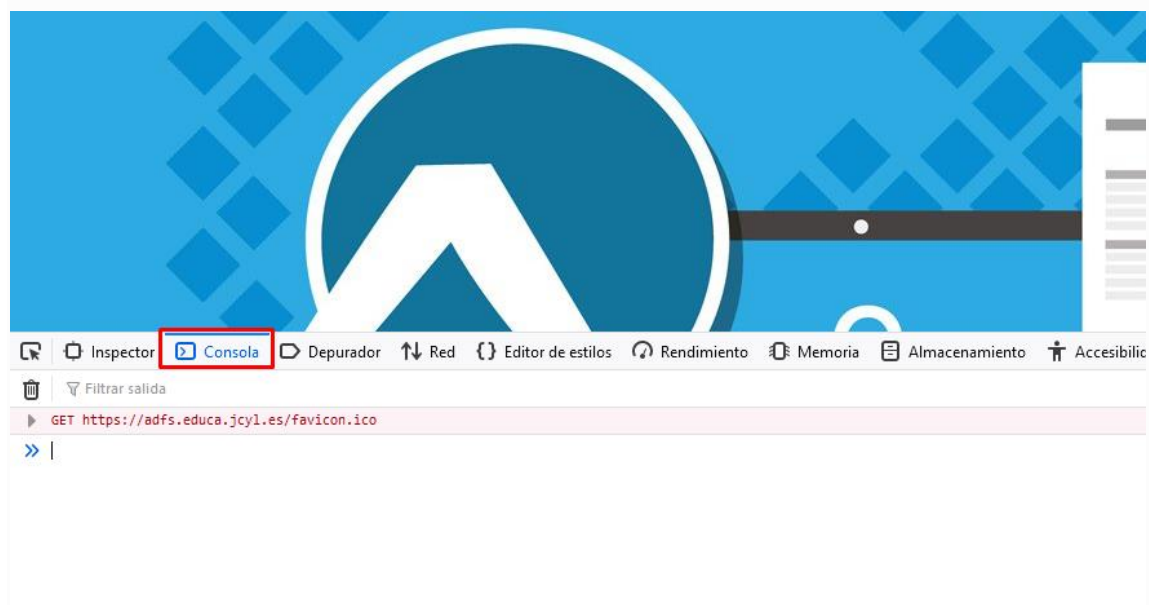 Inspector Consola Depurador Red Editor de estilos Rendimiento Memoria Almacenamiento Accesibilic
Filtrar salida
GET https://adfs.educa.jcyl.es/favicon.ico